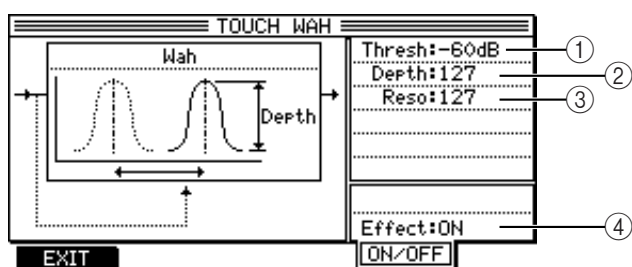 TOUCH WAH
Wah
Depth
Thresh:-60dB ①
Depth:127 ②
Reso:127 ③
Effect:ON ④
EXIT
ON/OFF